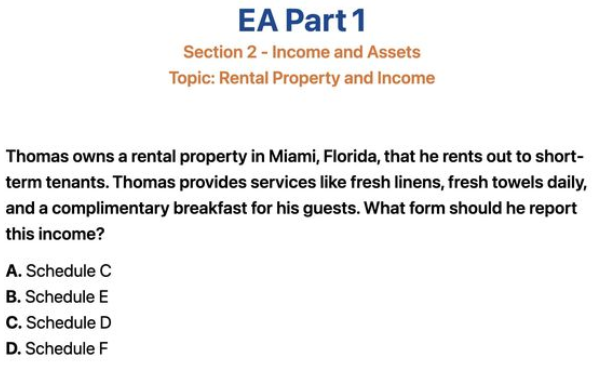 EA Part 1
Section 2 - Income and Assets
Topic: Rental Property and Income
Thomas owns a rental property in Miami, Florida, that he rents out to short-
term tenants. Thomas provides services like fresh linens, fresh towels daily,
and a complimentary breakfast for his guests. What form should he report
this income?
A. Schedule C
B. Schedule E
C. Schedule D
D. Schedule F